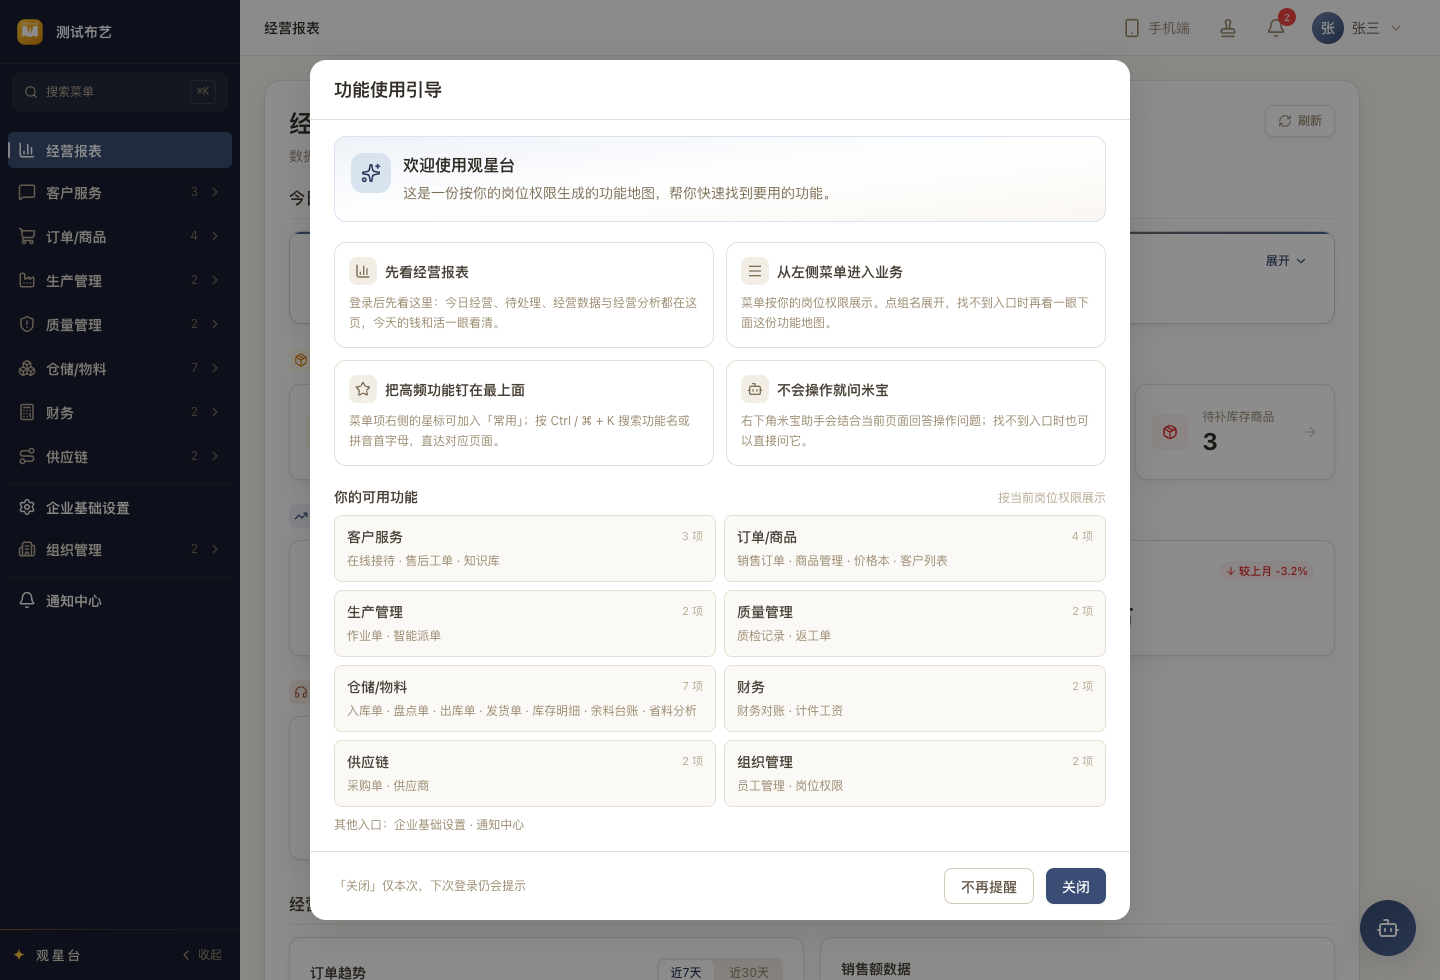 测试布艺
搜索菜单
⌘K
经营报表
客户服务 3
订单/商品 4
生产管理 2
质量管理 2
仓储/物料 7
财务 2
供应链 2
企业基础设置
组织管理 2
通知中心
观星台
收起
经营报表
手机端
2
张
张三
刷新
展开
待补库存商品
3
较上月 -3.2%
功能使用引导
欢迎使用观星台
这是一份按你的岗位权限生成的功能地图，帮你快速找到要用的功能。
先看经营报表
登录后先看这里：今日经营、待处理、经营数据与经营分析都在这
页，今天的钱和活一眼看清。
从左侧菜单进入业务
菜单按你的岗位权限展示。点组名展开，找不到入口时再看一眼下
面这份功能地图。
把高频功能钉在最上面
菜单项右侧的星标可加入「常用」；按 Ctrl / ⌘ + K 搜索功能名或
拼音首字母，直达对应页面。
不会操作就问米宝
右下角米宝助手会结合当前页面回答操作问题；找不到入口时也可
以直接问它。
你的可用功能
按当前岗位权限展示
客户服务 3 项
在线接待 · 售后工单 · 知识库
订单/商品 4 项
销售订单 · 商品管理 · 价格本 · 客户列表
生产管理 2 项
作业单 · 智能派单
质量管理 2 项
质检记录 · 返工单
仓储/物料 7 项
入库单 · 盘点单 · 出库单 · 发货单 · 库存明细 · 余料台账 · 省料分析
财务 2 项
财务对账 · 计件工资
供应链 2 项
采购单 · 供应商
组织管理 2 项
员工管理 · 岗位权限
其他入口：企业基础设置 · 通知中心
「关闭」仅本次，下次登录仍会提示
不再提醒
关闭
订单趋势
近7天
近30天
销售额数据